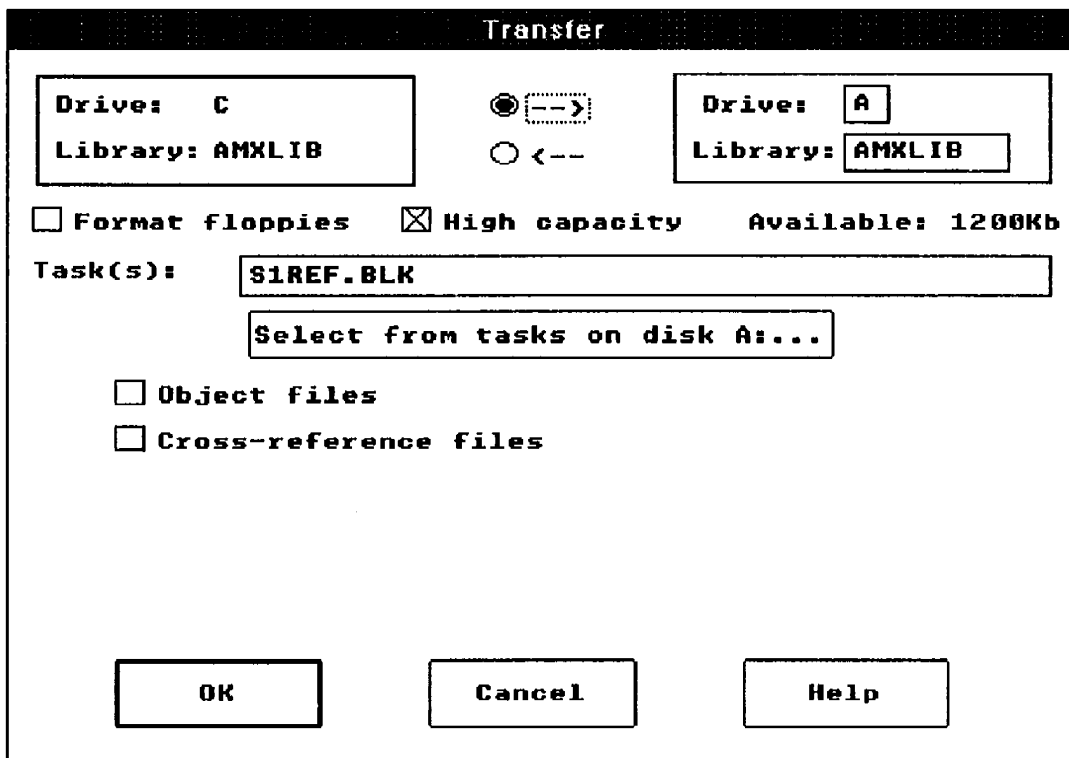 Transfer
Drive: C
Library: AMXLIB
-->
<--
Drive: A
Library: AMXLIB
Format floppies
High capacity
Available: 1200Kb
Task(s): S1REF.BLK
Select from tasks on disk A:...
Object files
Cross-reference files
OK
Cancel
Help